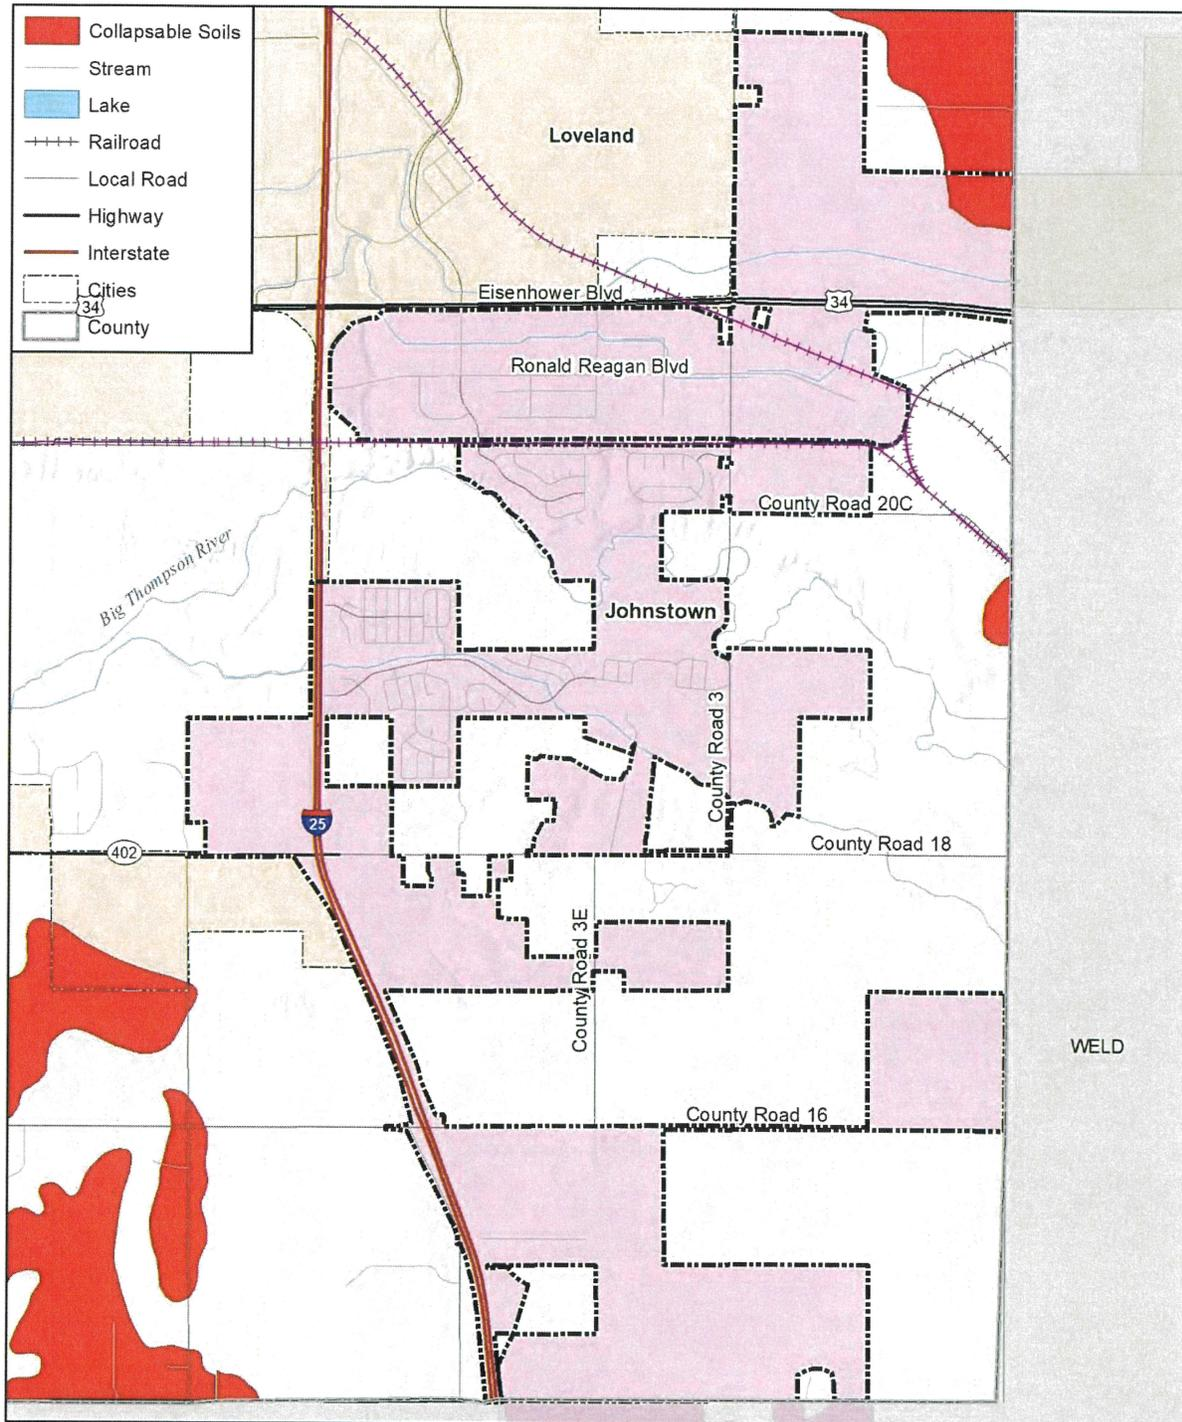 Collapsable Soils
Stream
Lake
Railroad
Local Road
Highway
Interstate
Cities
34
County
Loveland
Eisenhower Blvd
34
Ronald Reagan Blvd
County Road 20C
Big Thompson River
Johnstown
County Road 3
25
402
County Road 18
County Road 3E
WELD
County Road 16